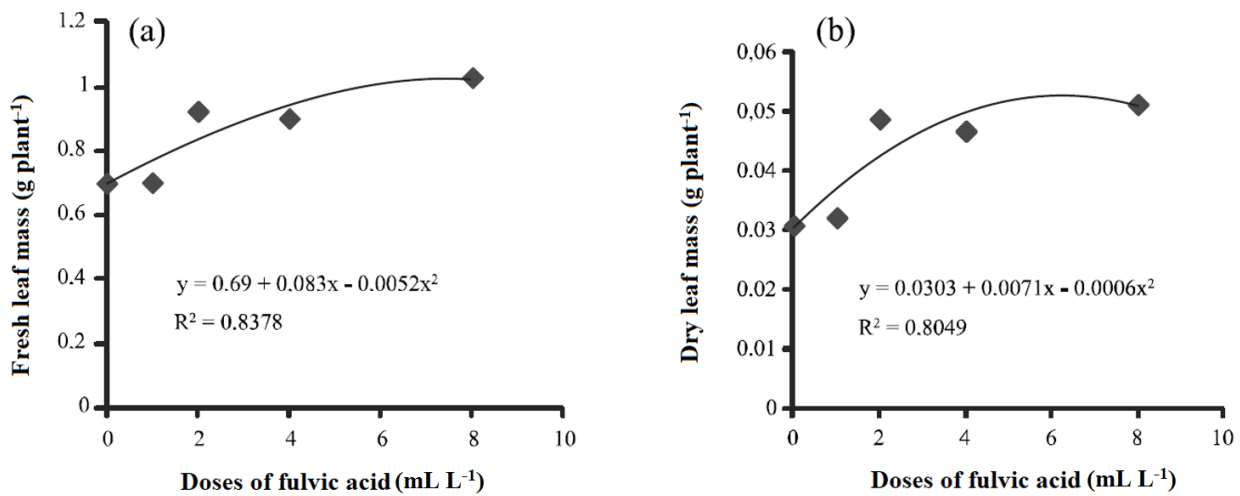 (a)
Fresh leaf mass (g plant⁻¹)
1.2
1
0.8
0.6
0.4
0.2
0
y = 0.69 + 0.083x - 0.0052x²
R² = 0.8378
0 2 4 6 8 10
Doses of fulvic acid (mL L⁻¹)
(b)
Dry leaf mass (g plant⁻¹)
0,06
0.05
0.04
0.03
0.02
0.01
0
y = 0.0303 + 0.0071x - 0.0006x²
R² = 0.8049
0 2 4 6 8 10
Doses of fulvic acid (mL L⁻¹)